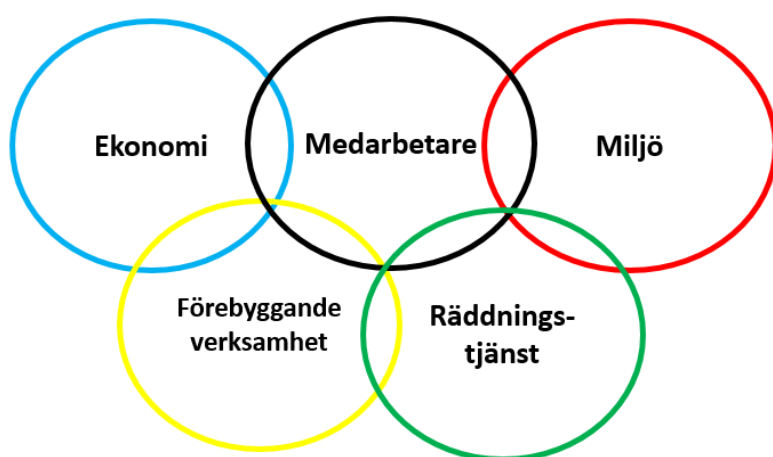 Ekonomi
Medarbetare
Miljö
Förebyggande
verksamhet
Räddnings-
tjänst